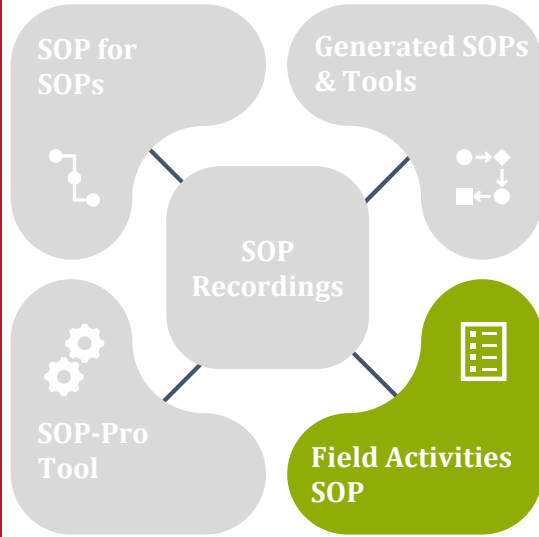 SOP for
SOPs
Generated SOPs
& Tools
SOP
Recordings
SOP-Pro
Tool
Field Activities
SOP